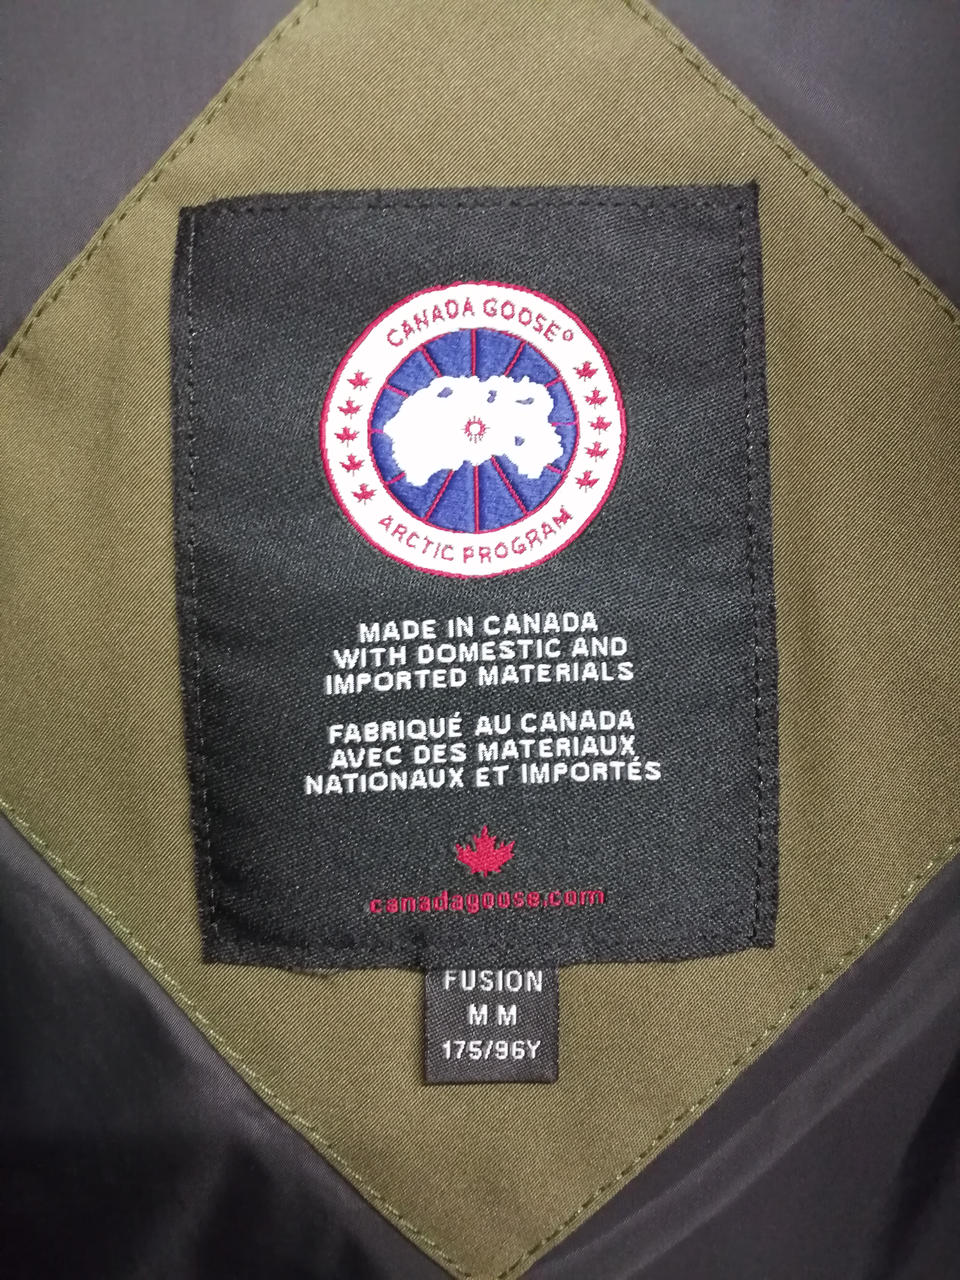 CANADA GOOSE®
ARCTIC PROGRAM
MADE IN CANADA
WITH DOMESTIC AND
IMPORTED MATERIALS
FABRIQUÉ AU CANADA
AVEC DES MATERIAUX
NATIONAUX ET IMPORTÉS
canadagoose.com
FUSION
M M
175/96Y